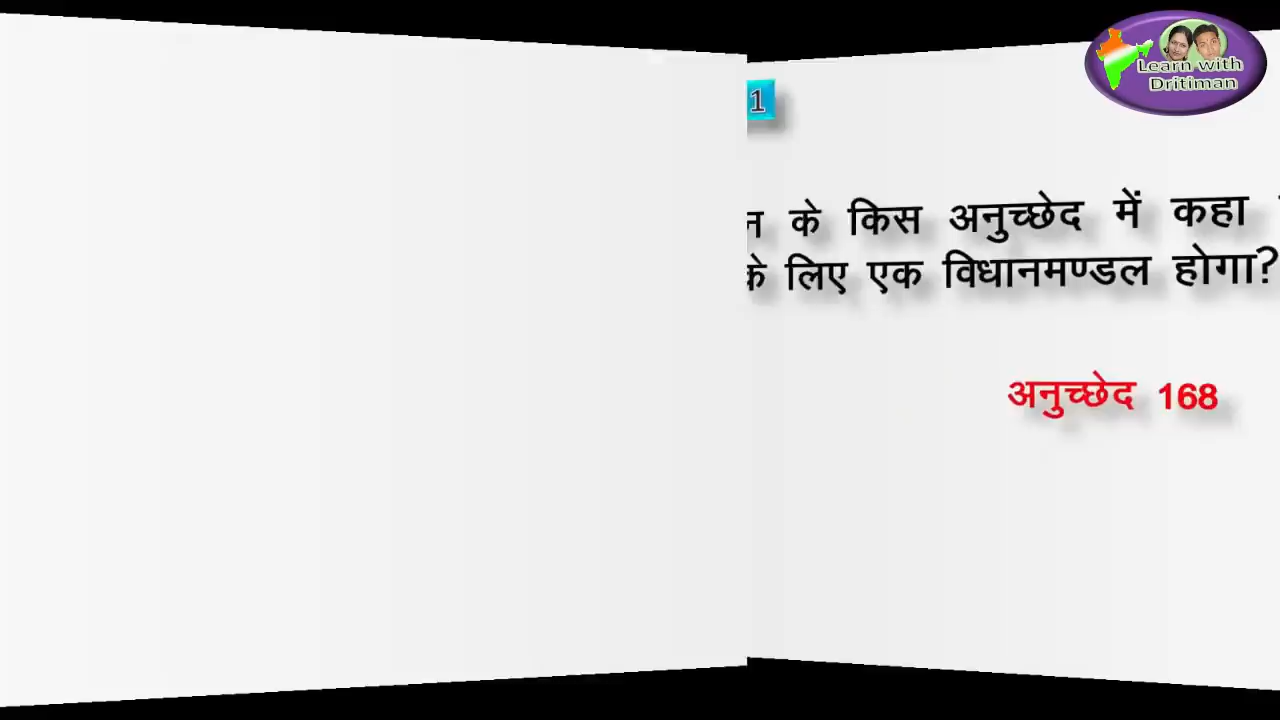 Learn with
Dritiman
1
के किस अनुच्छेद में कहा
के लिए एक विधानमण्डल होगा?
अनुच्छेद 168